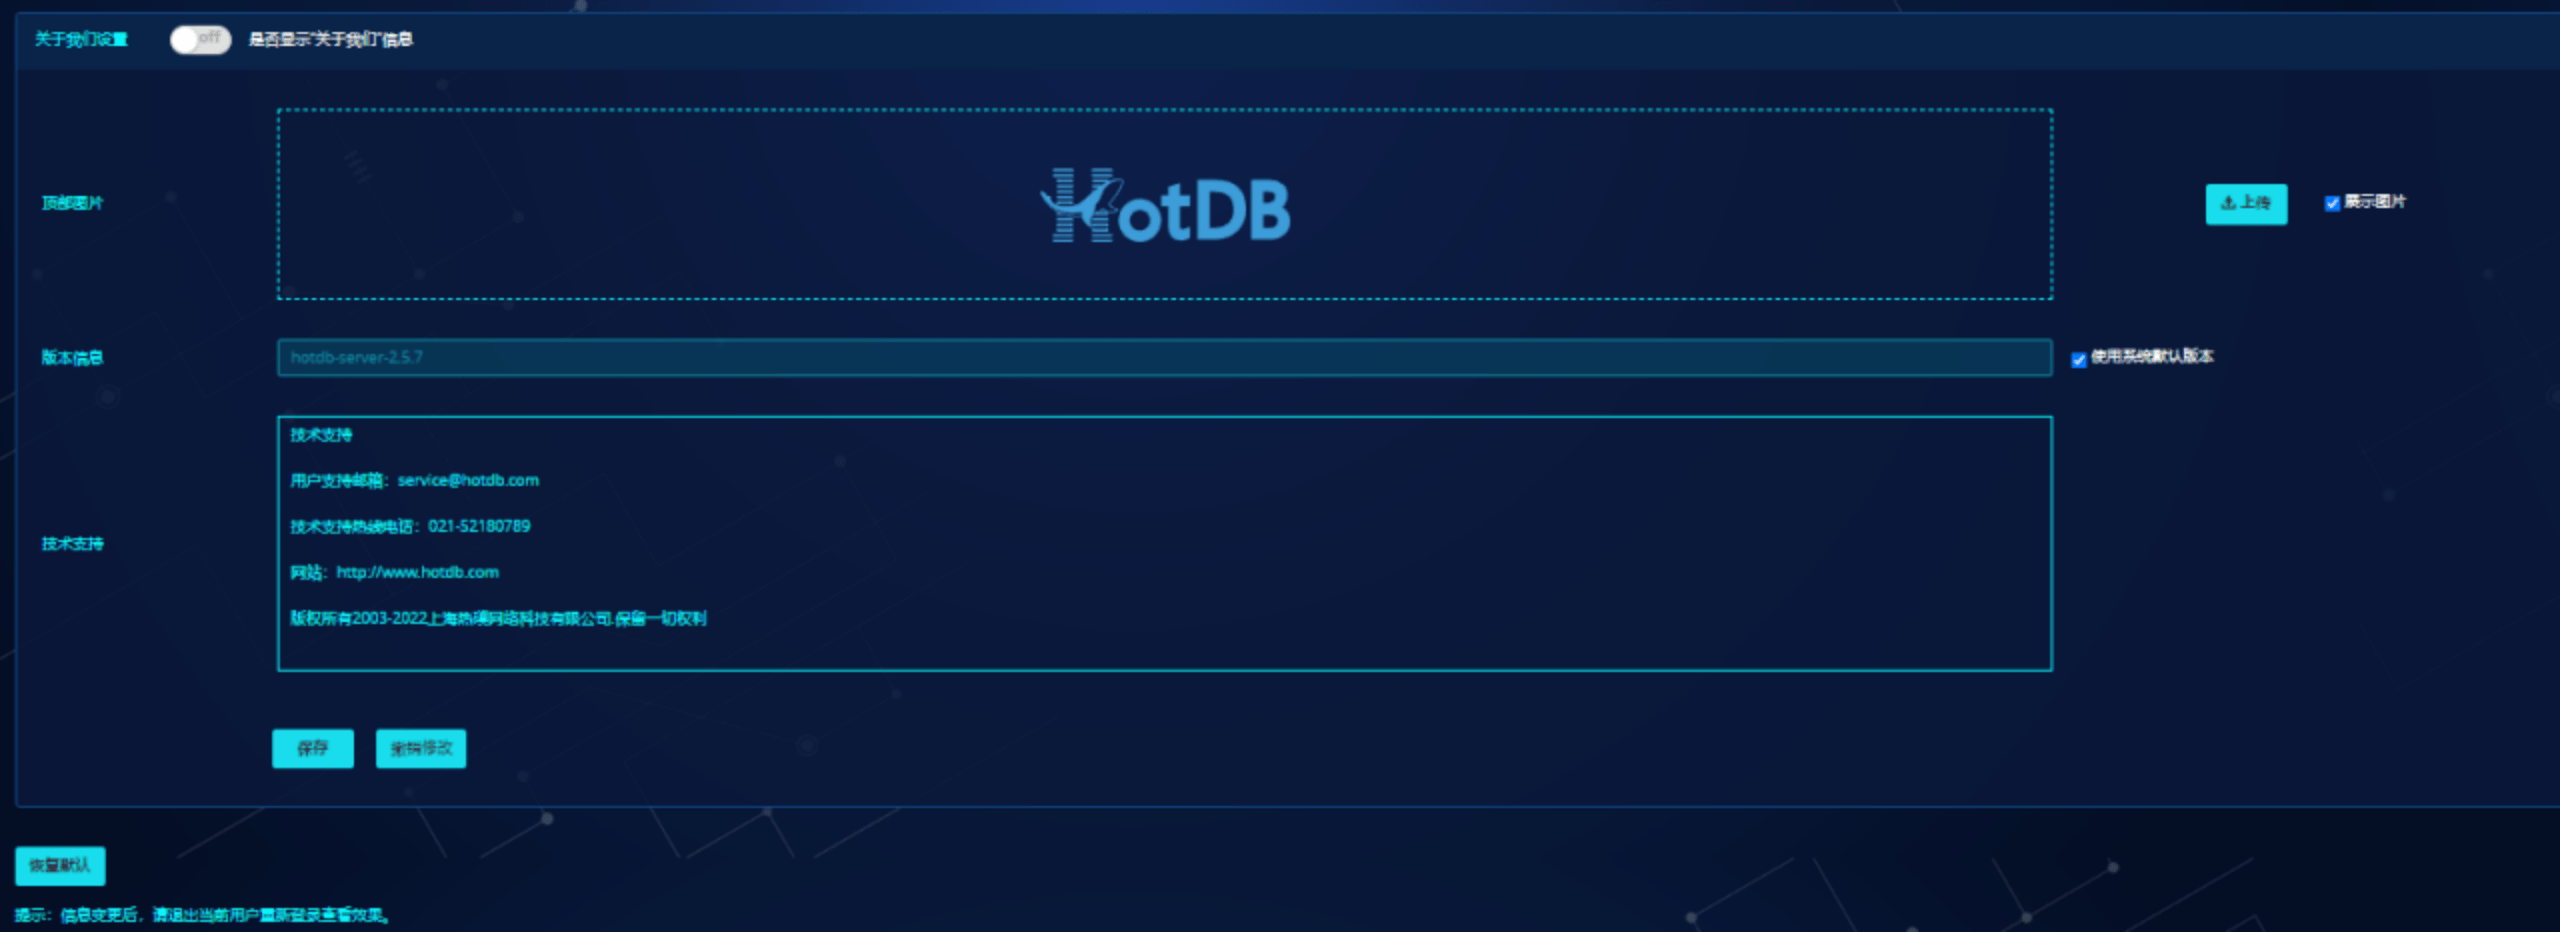 关于我们设置 off 是否显示"关于我们"信息
HotDB
顶部图片 上传 展示图片
版本信息 hotdb-server-2.5.7 使用系统默认版本
技术支持
用户支持邮箱：service@hotdb.com
技术支持热线电话：021-52180789
技术支持
网站：http://www.hotdb.com
版权所有2003-2022上海热璞网络科技有限公司.保留一切权利
保存 撤销修改
恢复默认
提示：信息变更后，请退出当前用户重新登录查看效果。